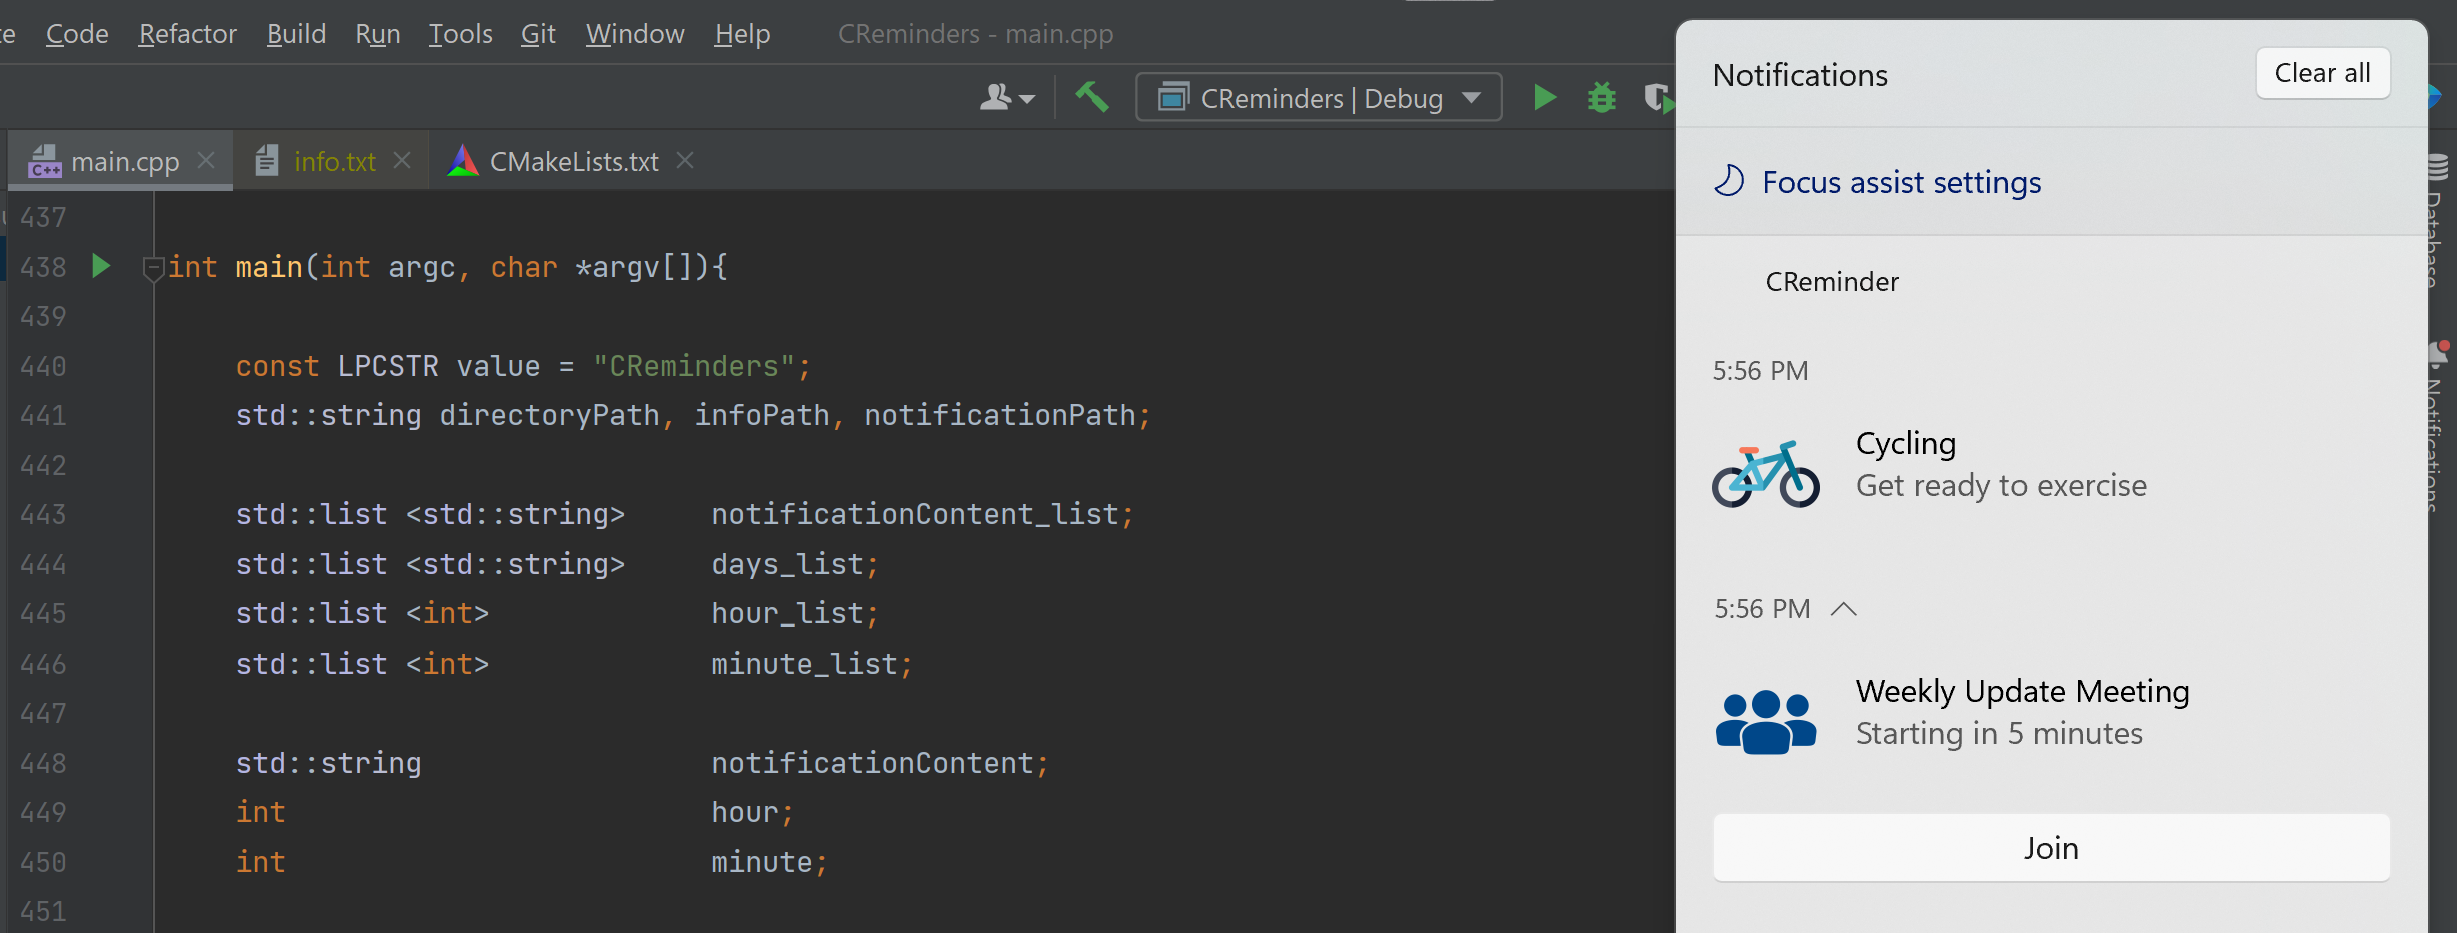 Code Refactor Build Run Tools Git Window Help CReminders - main.cpp
CReminders | Debug
main.cpp info.txt CMakeLists.txt
437
438 int main(int argc, char *argv[]){
439
440 const LPCSTR value = "CReminders";
441 std::string directoryPath, infoPath, notificationPath;
442
443 std::list <std::string> notificationContent_list;
444 std::list <std::string> days_list;
445 std::list <int> hour_list;
446 std::list <int> minute_list;
447
448 std::string notificationContent;
449 int hour;
450 int minute;
451
Notifications
Clear all
Focus assist settings
CReminder
5:56 PM
Cycling
Get ready to exercise
5:56 PM
Weekly Update Meeting
Starting in 5 minutes
Join
Database
Notifications